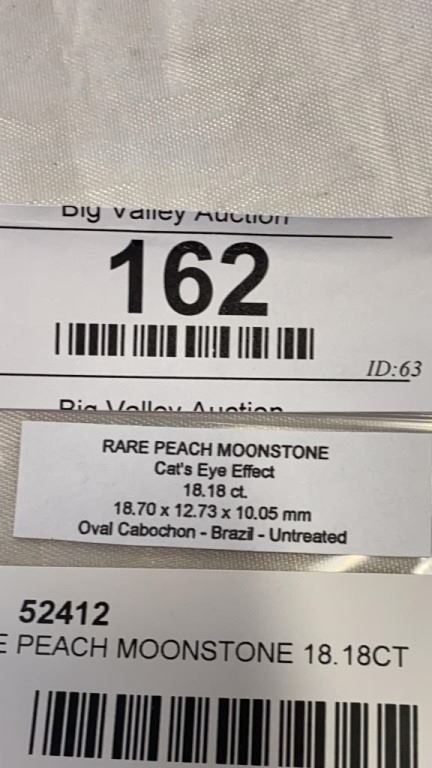 Big Valley Auction
162
ID:63
Big Valley Auction
RARE PEACH MOONSTONE
Cat's Eye Effect
18.18 ct.
18.70 x 12.73 x 10.05 mm
Oval Cabochon - Brazil - Untreated
52412
E PEACH MOONSTONE 18.18CT